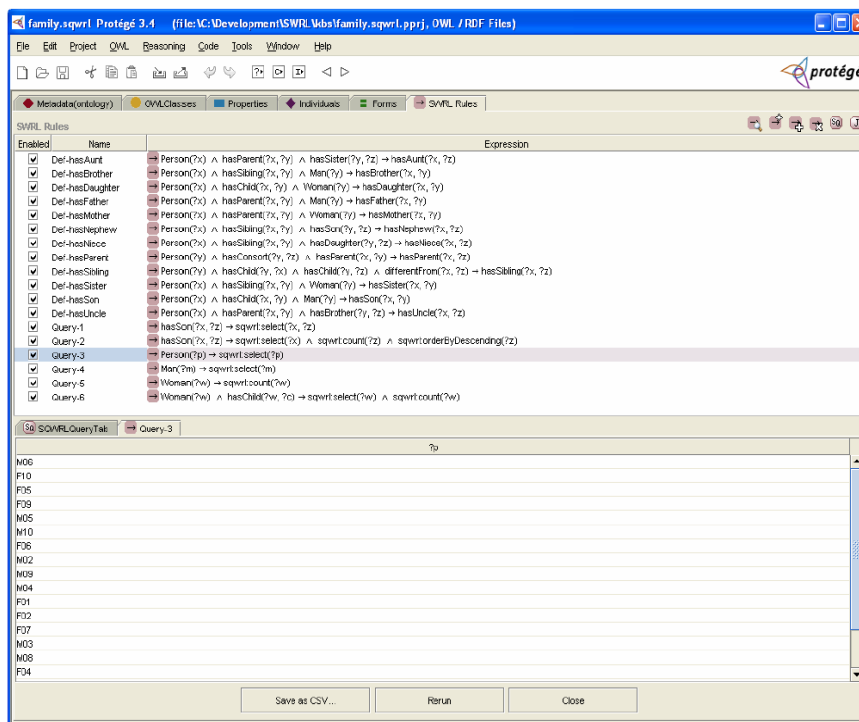 family.sqwrl Protégé 3.4 (file:\C:\Development\SWRL\kbs\family.sqwrl.pprj, OWL / RDF Files)
File Edit Project OWL Reasoning Code Tools Window Help
protégé
Metadata(ontology) OWLClasses Properties Individuals Forms SWRL Rules
SWRL Rules
Enabled Name Expression
Def-hasAunt Person(?x) ∧ hasParent(?x, ?y) ∧ hasSister(?y, ?z) → hasAunt(?x, ?z)
Def-hasBrother Person(?x) ∧ hasSibling(?x, ?y) ∧ Man(?y) → hasBrother(?x, ?y)
Def-hasDaughter Person(?x) ∧ hasChild(?x, ?y) ∧ Woman(?y) → hasDaughter(?x, ?y)
Def-hasFather Person(?x) ∧ hasParent(?x, ?y) ∧ Man(?y) → hasFather(?x, ?y)
Def-hasMother Person(?x) ∧ hasParent(?x, ?y) ∧ Woman(?y) → hasMother(?x, ?y)
Def-hasNephew Person(?x) ∧ hasSibling(?x, ?y) ∧ hasSon(?y, ?z) → hasNephew(?x, ?z)
Def-hasNiece Person(?x) ∧ hasSibling(?x, ?y) ∧ hasDaughter(?y, ?z) → hasNiece(?x, ?z)
Def-hasParent Person(?y) ∧ hasConsort(?y, ?z) ∧ hasParent(?x, ?y) → hasParent(?x, ?z)
Def-hasSibling Person(?y) ∧ hasChild(?y, ?x) ∧ hasChild(?y, ?z) ∧ differentFrom(?x, ?z) → hasSibling(?x, ?z)
Def-hasSister Person(?x) ∧ hasSibling(?x, ?y) ∧ Woman(?y) → hasSister(?x, ?y)
Def-hasSon Person(?x) ∧ hasChild(?x, ?y) ∧ Man(?y) → hasSon(?x, ?y)
Def-hasUncle Person(?x) ∧ hasParent(?x, ?y) ∧ hasBrother(?y, ?z) → hasUncle(?x, ?z)
Query-1 hasSon(?x, ?z) → sqwrl:select(?x, ?z)
Query-2 hasSon(?x, ?z) → sqwrl:select(?x) ∧ sqwrl:count(?z) ∧ sqwrl:orderByDescending(?z)
Query-3 Person(?p) → sqwrl:select(?p)
Query-4 Man(?m) → sqwrl:select(?m)
Query-5 Woman(?w) → sqwrl:count(?w)
Query-6 Woman(?w) ∧ hasChild(?w, ?c) → sqwrl:select(?w) ∧ sqwrl:count(?w)
SQWRLQueryTab Query-3
?p
M06
F10
F05
F09
M05
M10
F06
M02
M09
M04
F01
F02
F07
M03
M08
F04
Save as CSV... Rerun Close